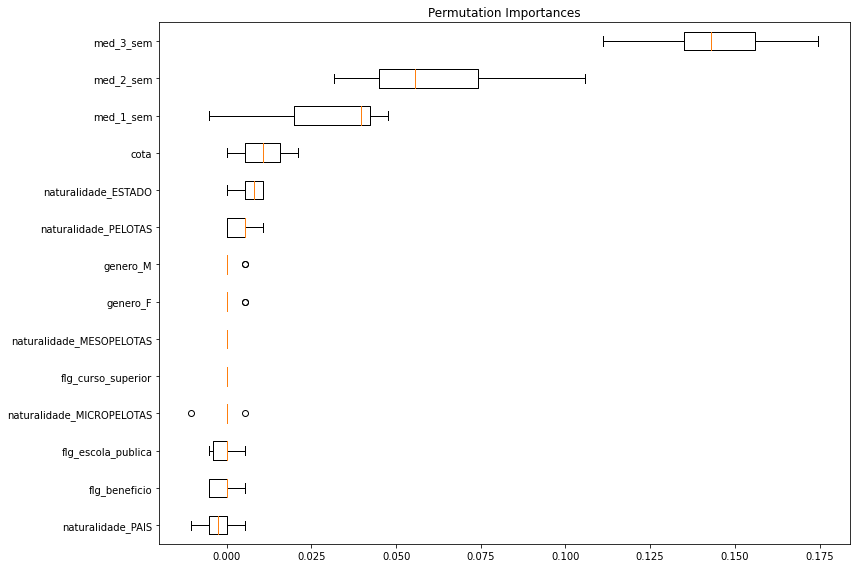 Permutation Importances
med_3_sem
med_2_sem
med_1_sem
cota
naturalidade_ESTADO
naturalidade_PELOTAS
genero_M
genero_F
naturalidade_MESOPELOTAS
flg_curso_superior
naturalidade_MICROPELOTAS
flg_escola_publica
flg_beneficio
naturalidade_PAIS
0.000 0.025 0.050 0.075 0.100 0.125 0.150 0.175